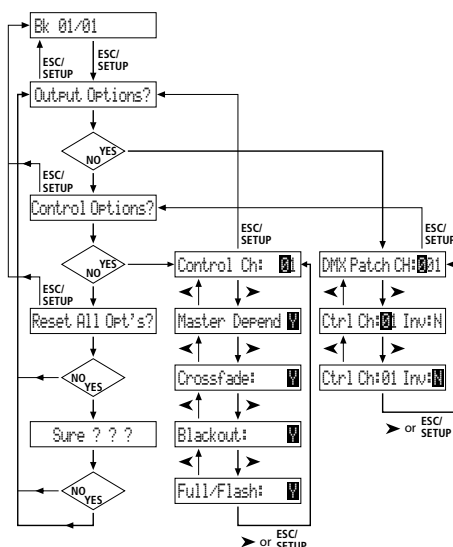 Bk 01/01
ESC/
SETUP
ESC/
SETUP
Output Options?
NO YES
ESC/
SETUP
Control Options?
NO YES
ESC/
SETUP
Reset All Opt's?
NO YES
Sure ? ? ?
NO YES
ESC/
SETUP
Control Ch: 01
Master Depend Y
Crossfade: Y
Blackout: Y
Full/Flash: Y
or ESC/
SETUP
ESC/
SETUP
DMX Patch CH:001
Ctrl Ch:01 Inv:N
Ctrl Ch:01 Inv:N
or ESC/
SETUP